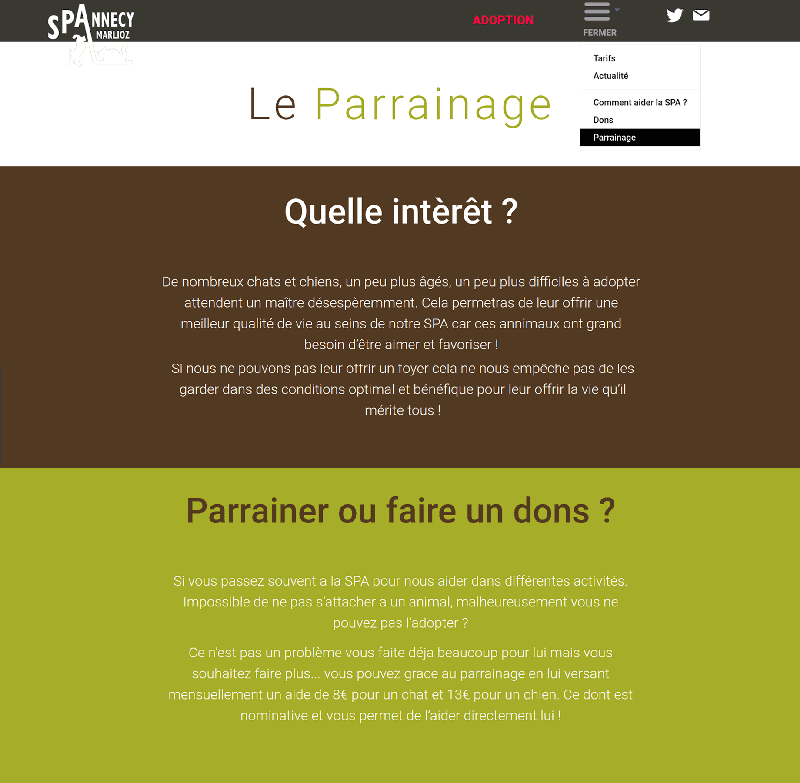 SPANNECY
MARLIOZ
ADOPTION
FERMER
Tarifs
Actualité
Comment aider la SPA ?
Dons
Parrainage
Le Parrainage
Quelle intèrêt ?
De nombreux chats et chiens, un peu plus âgés, un peu plus difficiles à adopter
attendent un maître désespèremment. Cela permetras de leur offrir une
meilleur qualité de vie au seins de notre SPA car ces annimaux ont grand
besoin d'être aimer et favoriser !
Si nous ne pouvons pas leur offrir un foyer cela ne nous empêche pas de les
garder dans des conditions optimal et bénéfique pour leur offrir la vie qu'il
mérite tous !
Parrainer ou faire un dons ?
Si vous passez souvent a la SPA pour nous aider dans différentes activités.
Impossible de ne pas s'attacher a un animal, malheureusement vous ne
pouvez pas l'adopter ?
Ce n'est pas un problème vous faite déja beaucoup pour lui mais vous
souhaitez faire plus... vous pouvez grace au parrainage en lui versant
mensuellement un aide de 8€ pour un chat et 13€ pour un chien. Ce dont est
nominative et vous permet de l'aider directement lui !